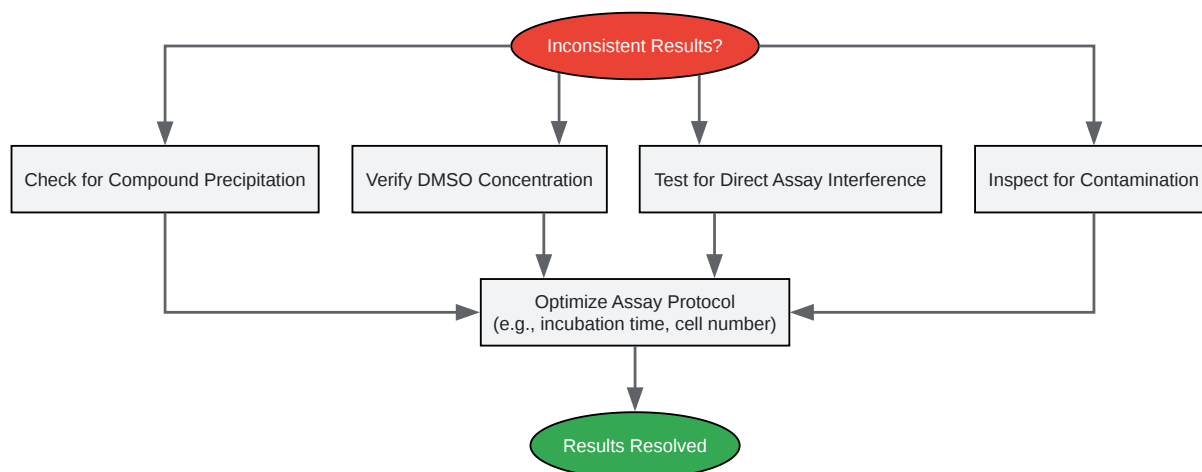 Inconsistent Results?
Check for Compound Precipitation
Verify DMSO Concentration
Test for Direct Assay Interference
Inspect for Contamination
Optimize Assay Protocol
(e.g., incubation time, cell number)
Results Resolved